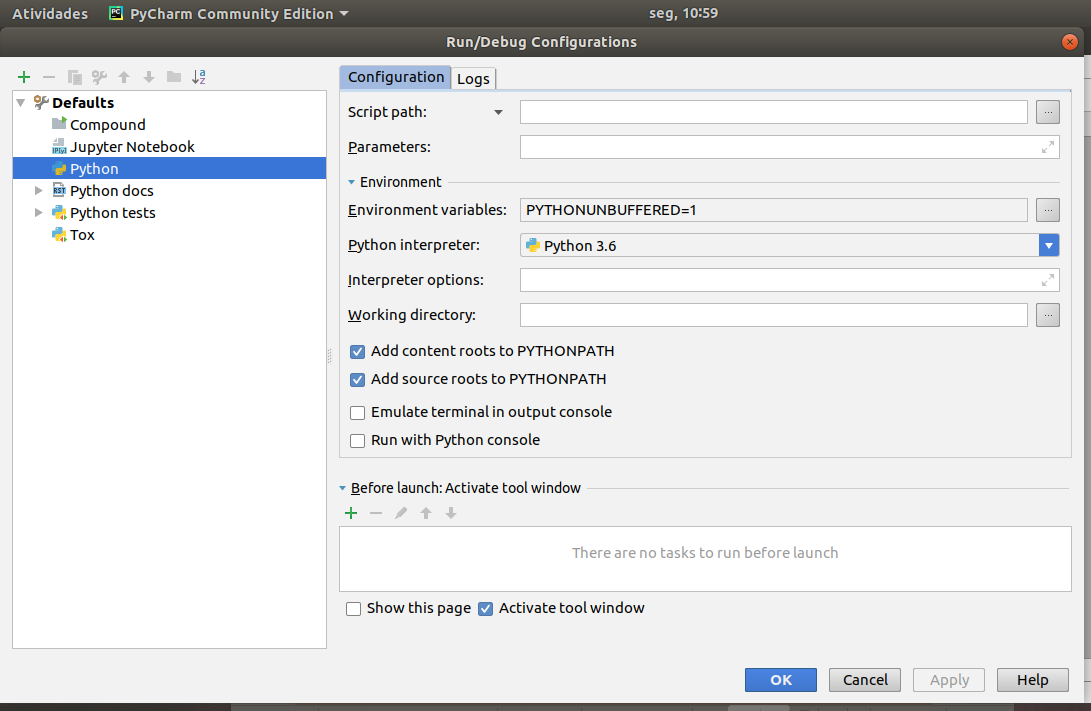 Atividades PyCharm Community Edition seg, 10:59
Run/Debug Configurations
Defaults
Compound
Jupyter Notebook
Python
Python docs
Python tests
Tox
Configuration Logs
Script path:
Parameters:
Environment
Environment variables: PYTHONUNBUFFERED=1
Python interpreter: Python 3.6
Interpreter options:
Working directory:
Add content roots to PYTHONPATH
Add source roots to PYTHONPATH
Emulate terminal in output console
Run with Python console
Before launch: Activate tool window
There are no tasks to run before launch
Show this page Activate tool window
OK Cancel Apply Help